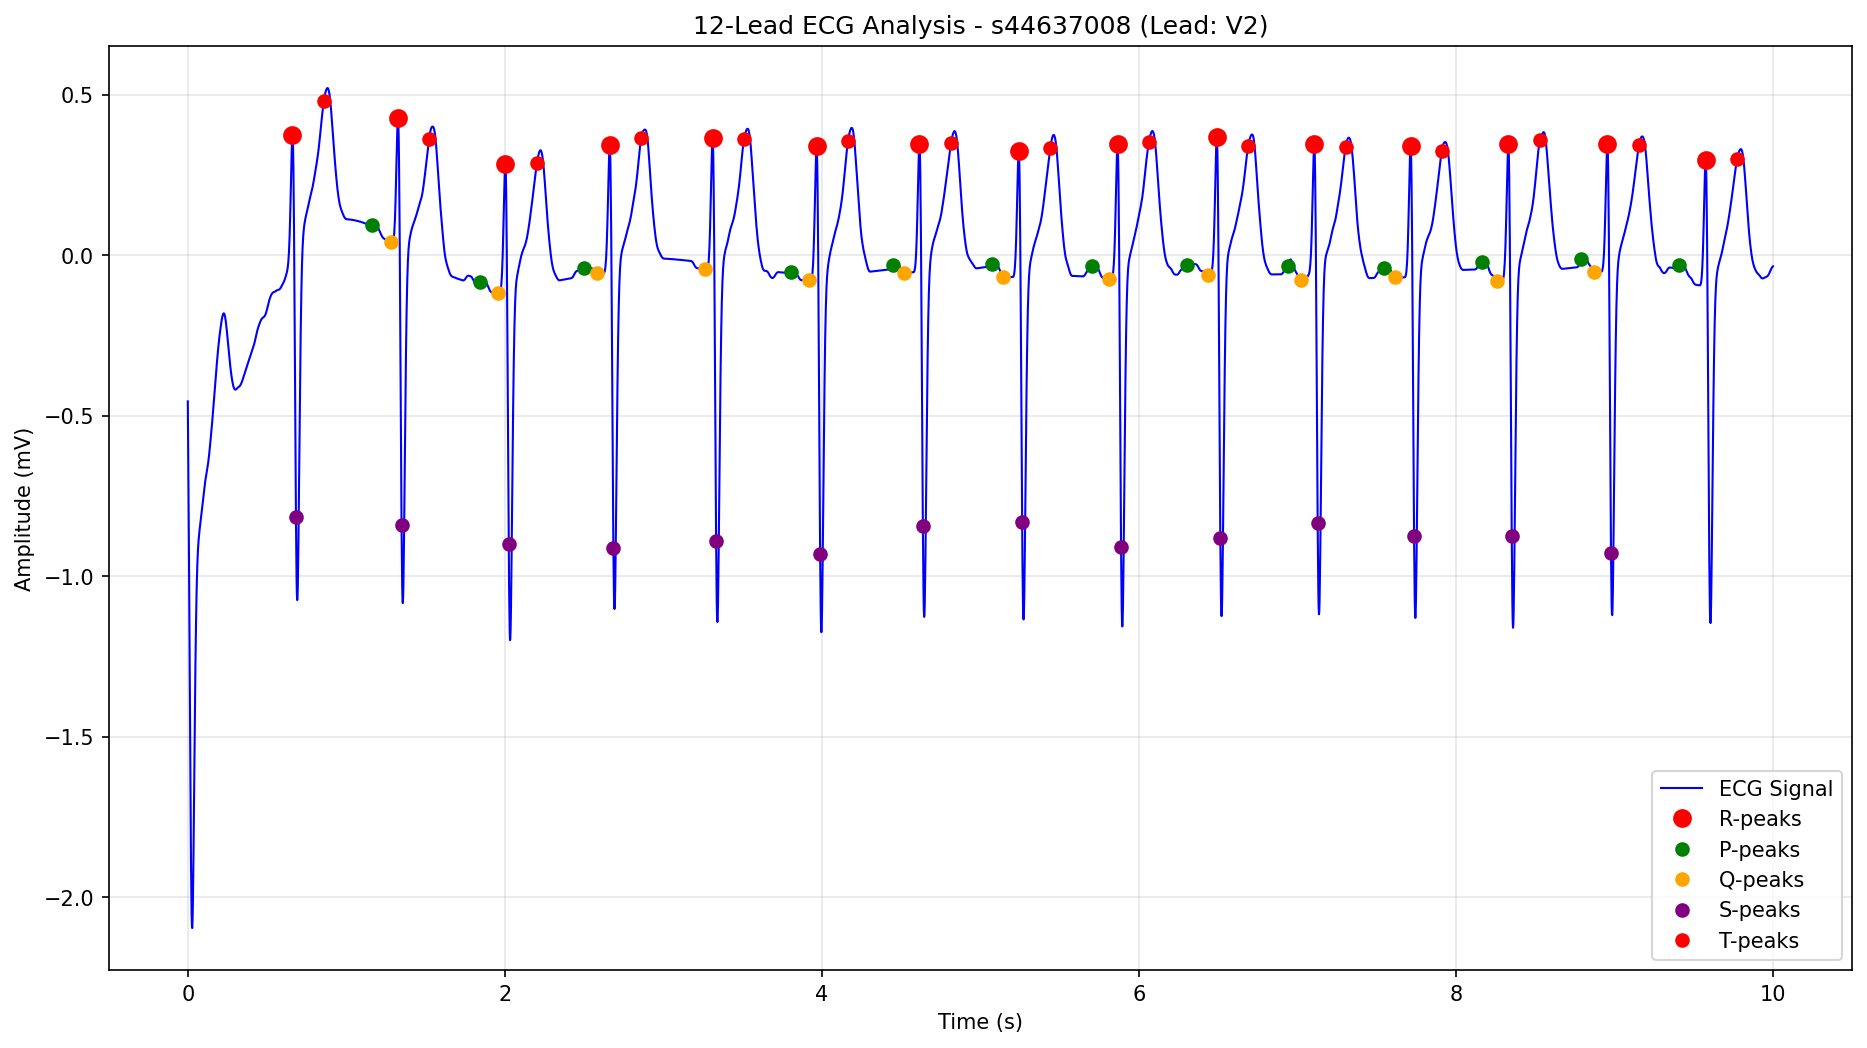 12-Lead ECG Analysis - s44637008 (Lead: V2)
Amplitude (mV)
0.5
0.0
−0.5
−1.0
−1.5
−2.0
ECG Signal
R-peaks
P-peaks
Q-peaks
S-peaks
T-peaks
0 2 4 6 8 10
Time (s)